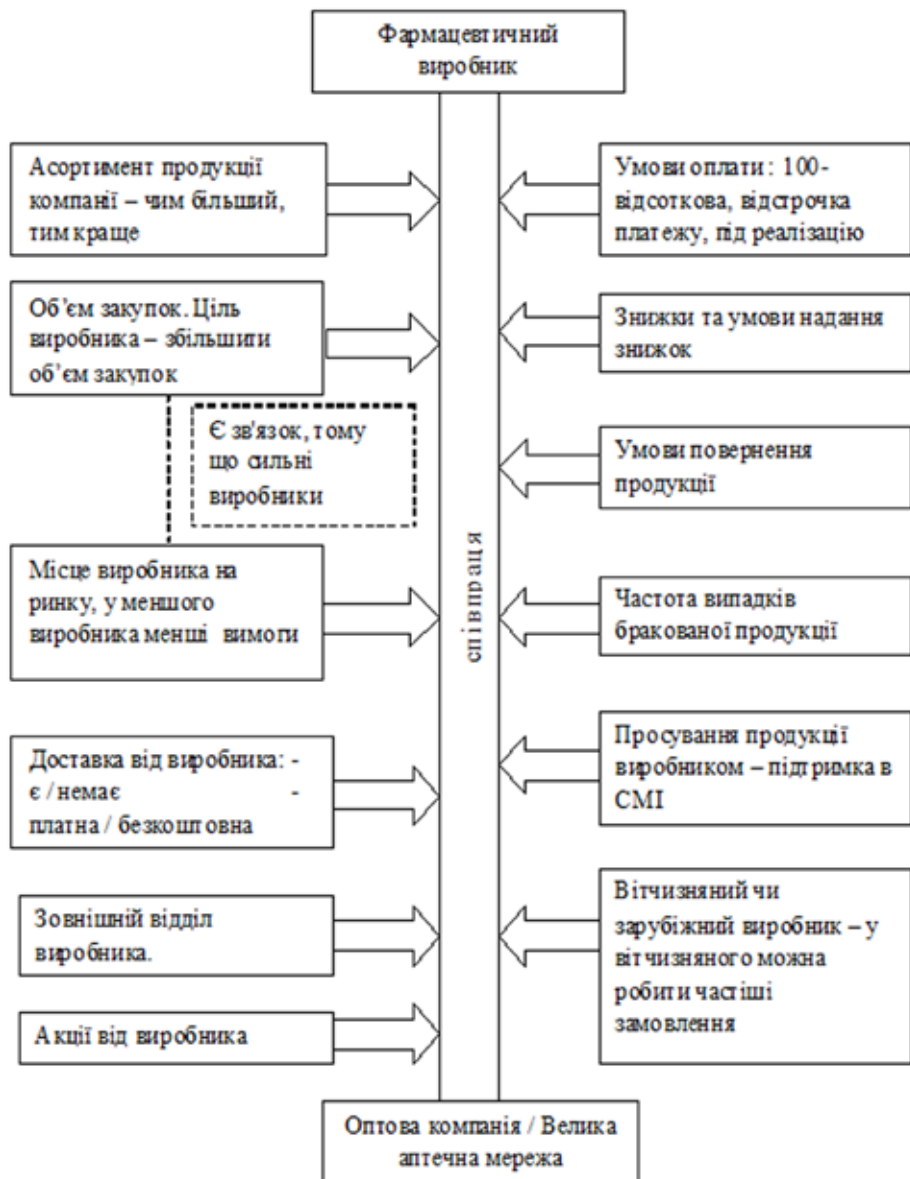 Фармацевтичний
виробник
Асортимент продукції
компанії – чим більший,
тим краще
Умови оплати : 100-
відсоткова, відстрочка
платежу, під реалізацію
Об’єм закупок. Ціль
виробника – збільшити
об’єм закупок
Знижки та умови надання
знижок
Є зв'язок, тому
що сильні
виробники
Умови повернення
продукції
співпраця
Місце виробника на
ринку, у меншого
виробника менші вимоги
Частота випадків
бракованої продукції
Доставка від виробника: -
є / немає -
платна / безкоштовна
Просування продукції
виробником – підтримка в
СМІ
Зовнішній відділ
виробника.
Вітчизняний чи
зарубіжний виробник – у
вітчизняного можна
робити частіші
замовлення
Акції від виробника
Оптова компанія / Велика
аптечна мережа